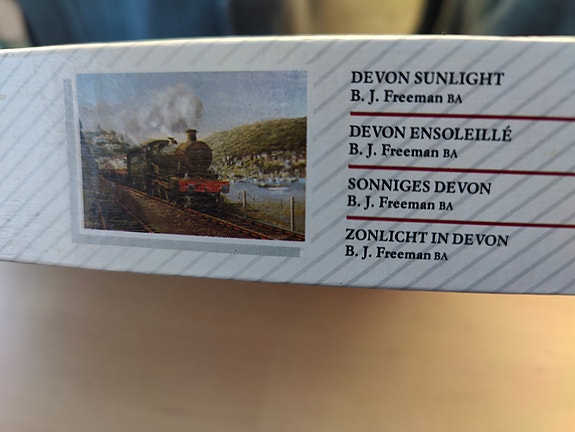 DEVON SUNLIGHT
B. J. Freeman BA
DEVON ENSOLEILLÉ
B. J. Freeman BA
SONNIGES DEVON
B. J. Freeman BA
ZONLICHT IN DEVON
B. J. Freeman BA